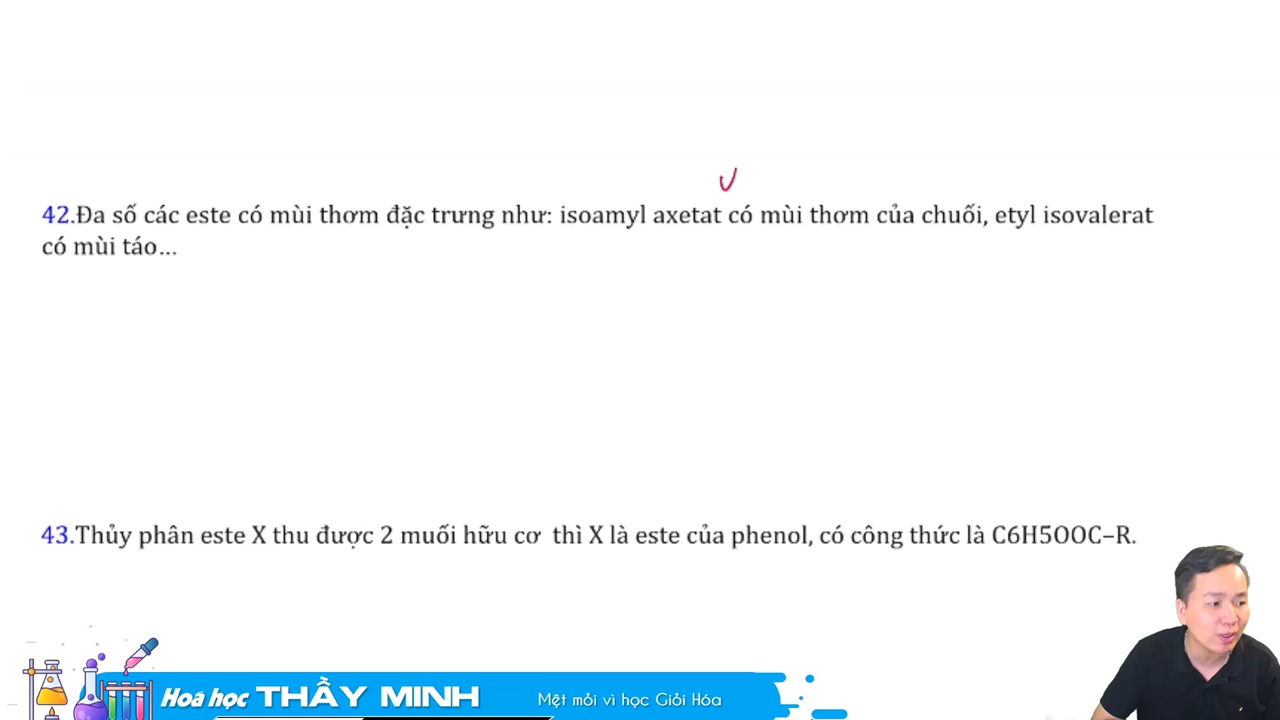 42.Đa số các este có mùi thơm đặc trưng như: isoamyl axetat có mùi thơm của chuối, etyl isovalerat
có mùi táo...
43.Thủy phân este X thu được 2 muối hữu cơ thì X là este của phenol, có công thức là C6H5OOC–R.
Hoá học THẦY MINH
Mệt mỏi vì học Giỏi Hóa